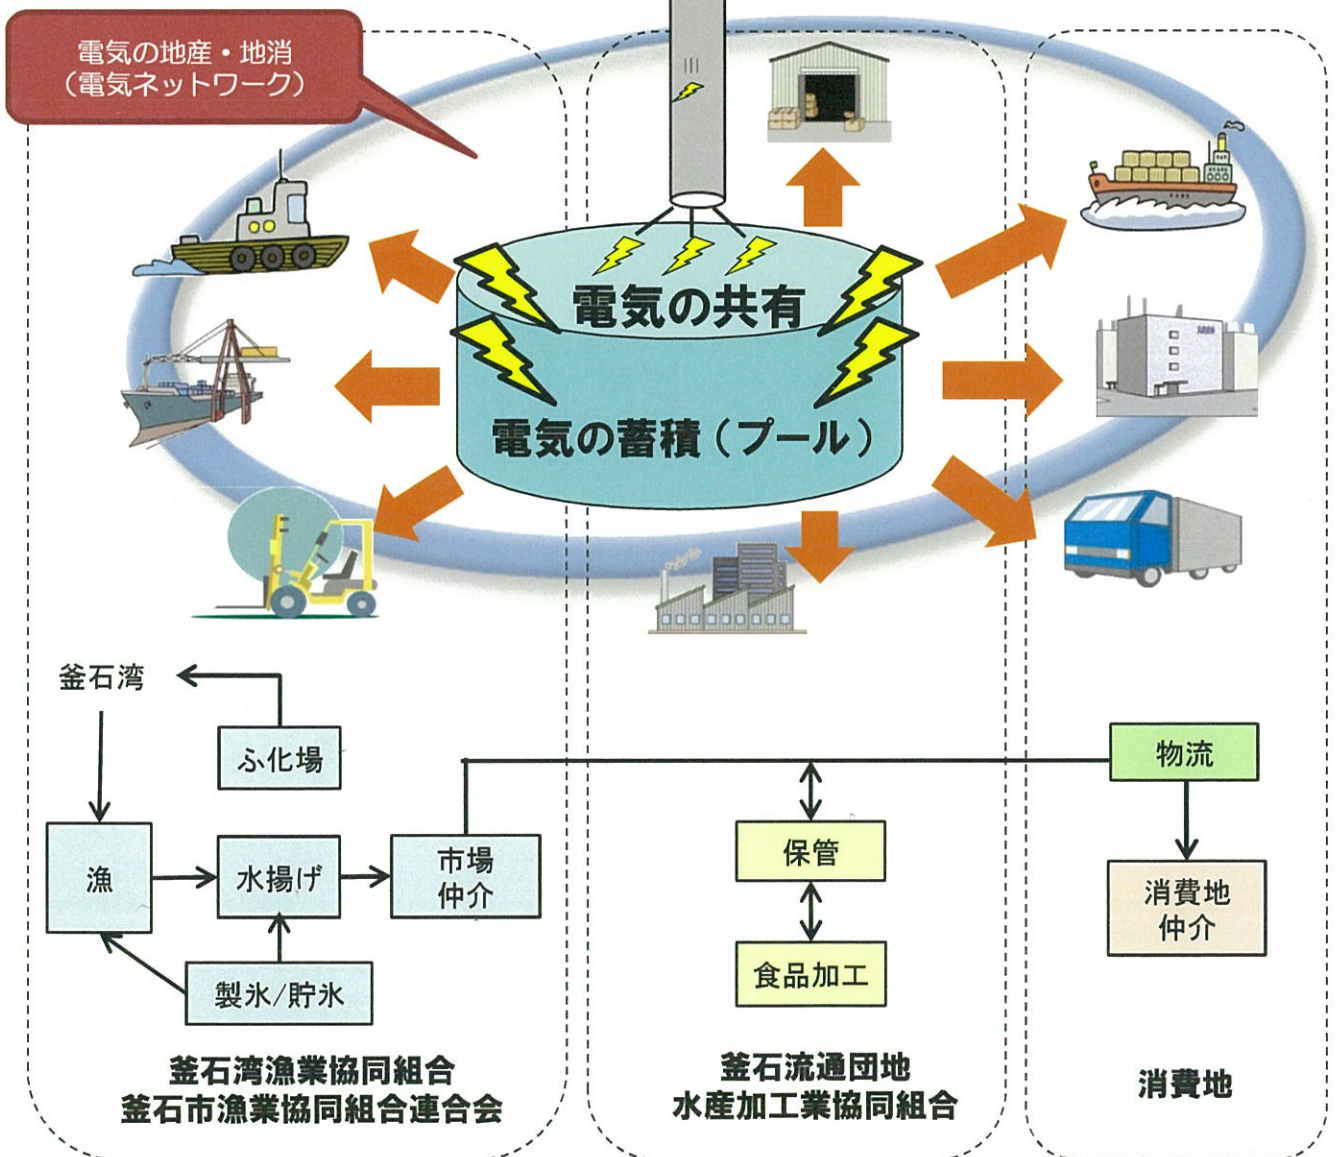 電気の地産・地消
（電気ネットワーク）
電気の共有
電気の蓄積（プール）
釜石湾
ふ化場
物流
漁
水揚げ
市場
仲介
保管
消費地
仲介
製氷/貯氷
食品加工
釜石湾漁業協同組合
釜石市漁業協同組合連合会
釜石流通団地
水産加工業協同組合
消費地